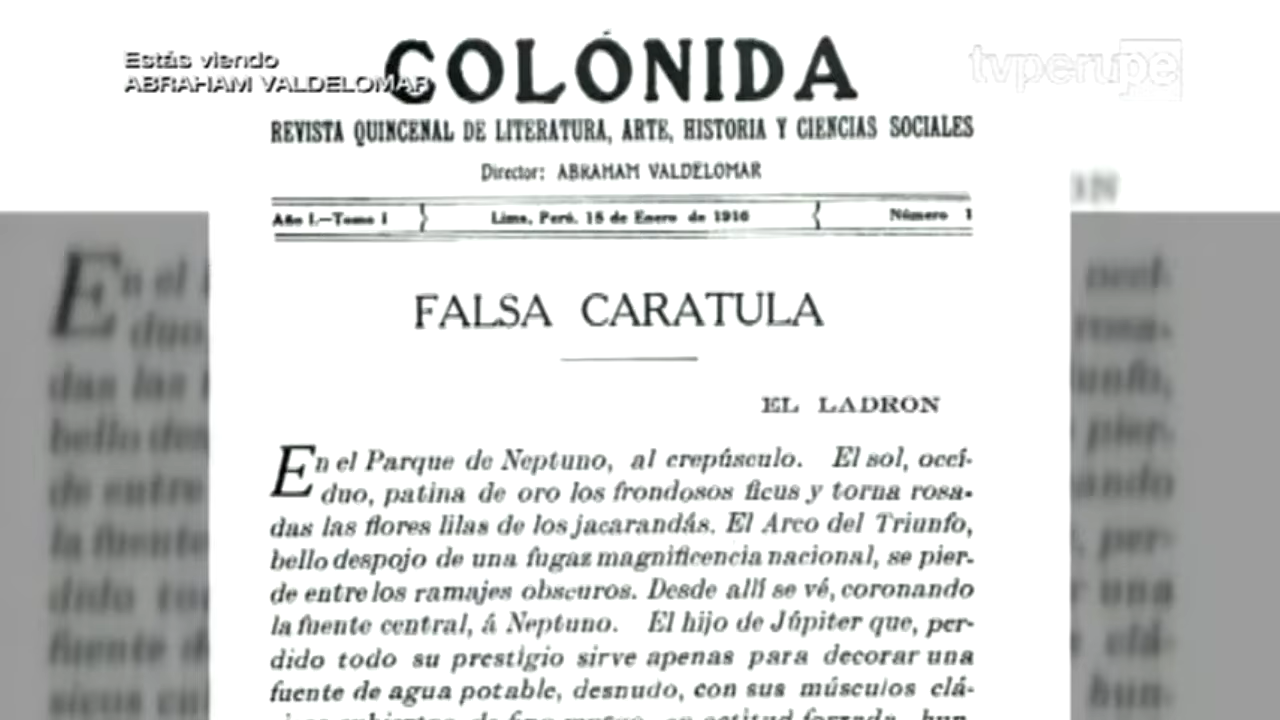 Estás viendo
ABRAHAM VALDELOMAR
tvperupe
COLÓNIDA
REVISTA QUINCENAL DE LITERATURA, ARTE, HISTORIA Y CIENCIAS SOCIALES
Director: ABRAHAM VALDELOMAR
Año I.—Tomo I
Lima, Perú, 15 de Enero de 1916
Número 1
FALSA CARATULA
EL LADRON
En el Parque de Neptuno, al crepúsculo. El sol, occí-
duo, patina de oro los frondosos ficus y torna rosa-
das las flores lilas de los jacarandás. El Arco del Triunfo,
bello despojo de una fugaz magnificencia nacional, se pier-
de entre los ramajes obscuros. Desde allí se vé, coronando
la fuente central, á Neptuno. El hijo de Júpiter que, per-
dido todo su prestigio sirve apenas para decorar una
fuente de agua potable, desnudo, con sus músculos clá-